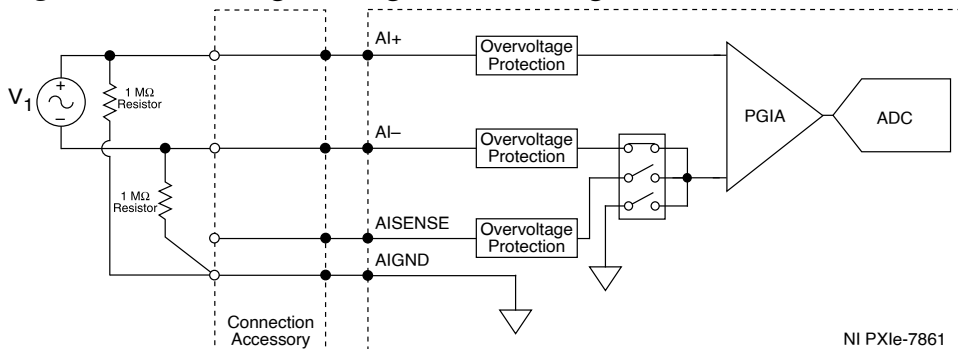 AI+
Overvoltage
Protection
+
1 MΩ
Resistor
V1
−
PGIA
ADC
AI–
Overvoltage
Protection
1 MΩ
Resistor
AISENSE
Overvoltage
Protection
AIGND
Connection
Accessory
NI PXIe-7861